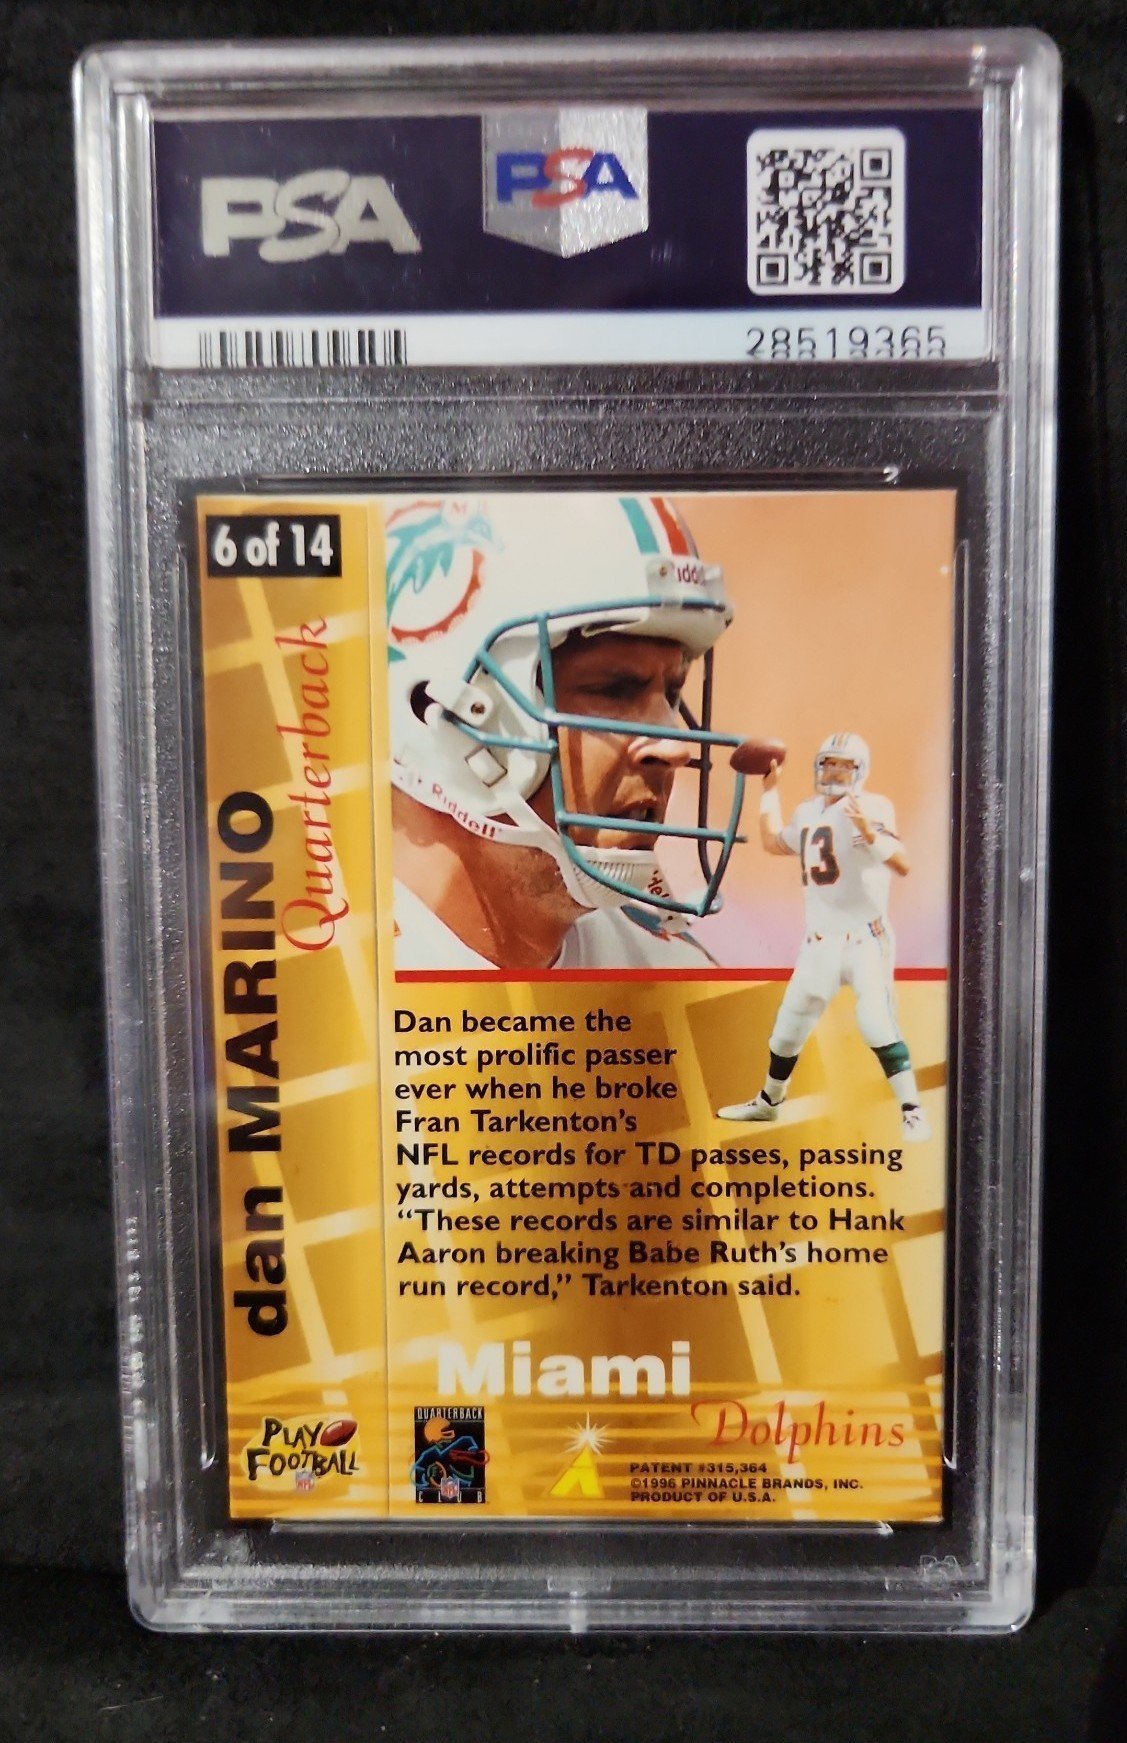 PSA
PSA
28519365
6 of 14
Quarterback
dan MARINO
Riddell
13
Dan became the
most prolific passer
ever when he broke
Fran Tarkenton's
NFL records for TD passes, passing
yards, attempts and completions.
“These records are similar to Hank
Aaron breaking Babe Ruth's home
run record,” Tarkenton said.
Miami
Dolphins
PLAY
FOOTBALL
NFL
QUARTERBACK
NFL
CLUB
PATENT #315,364
©1996 PINNACLE BRANDS, INC.
PRODUCT OF U.S.A.